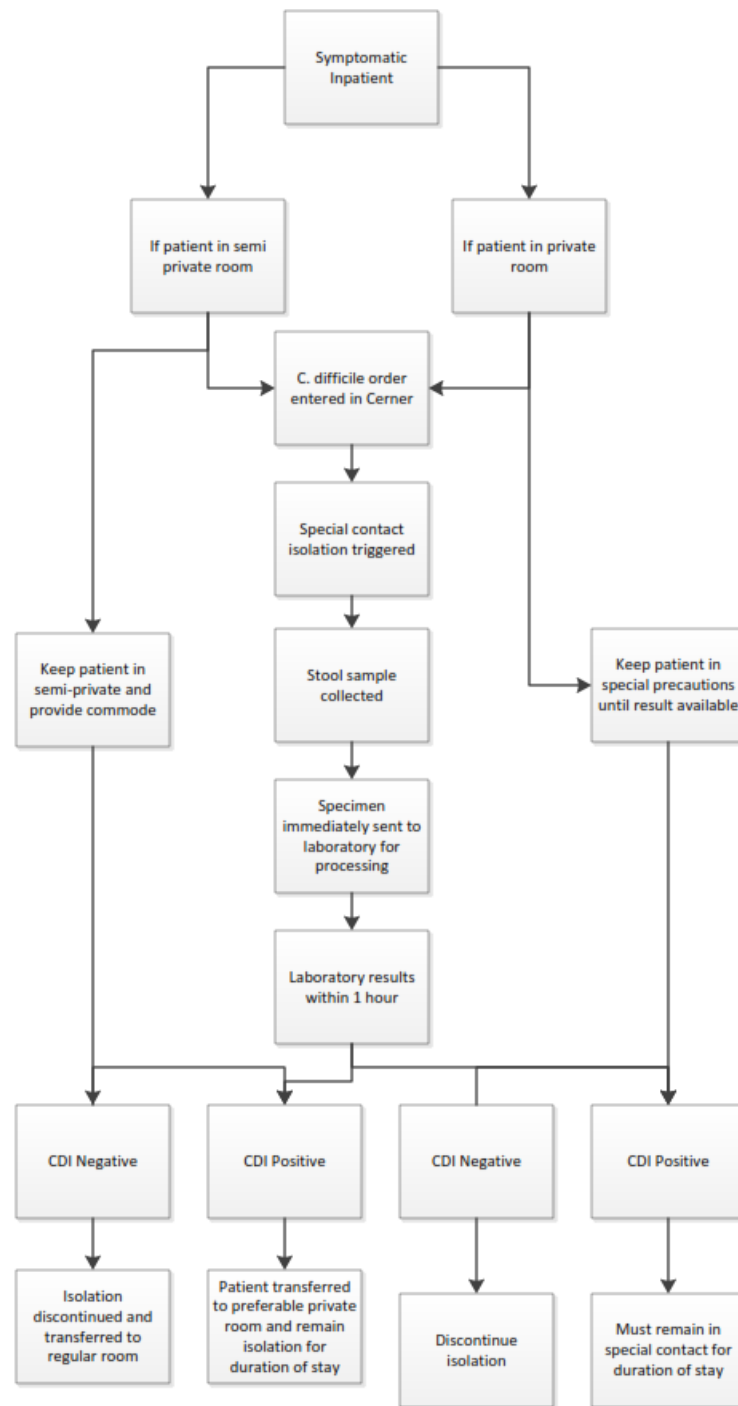 Symptomatic
Inpatient
If patient in semi
private room
If patient in private
room
C. difficile order
entered in Cerner
Special contact
isolation triggered
Keep patient in
semi-private and
provide commode
Stool sample
collected
Keep patient in
special precautions
until result available
Specimen
immediately sent to
laboratory for
processing
Laboratory results
within 1 hour
CDI Negative
CDI Positive
CDI Negative
CDI Positive
Isolation
discontinued and
transferred to
regular room
Patient transferred
to preferable private
room and remain
isolation for
duration of stay
Discontinue
isolation
Must remain in
special contact for
duration of stay